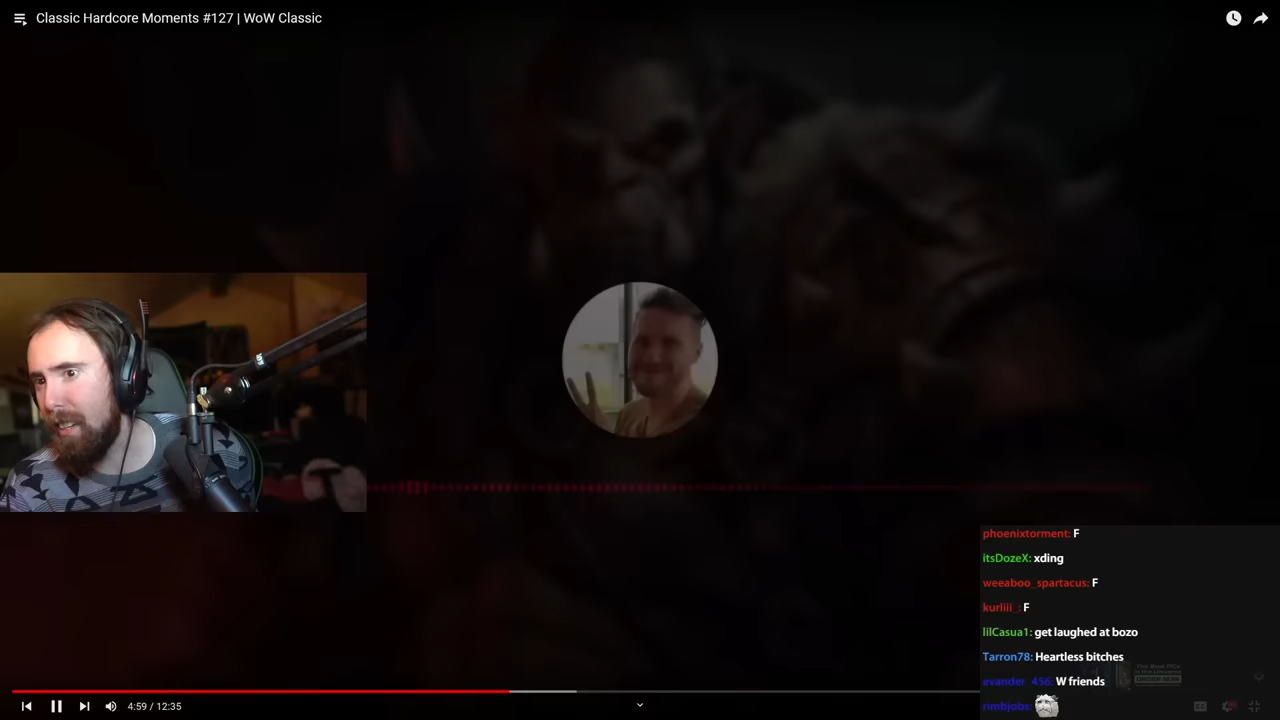 Classic Hardcore Moments #127 | WoW Classic
phoenixtorment: F
itsDozeX: xding
weeaboo_spartacus: F
kurliii_: F
lilCasua1: get laughed at bozo
Tarron78: Heartless bitches
evander_456: W friends
rimbjobs:
4:59 / 12:35